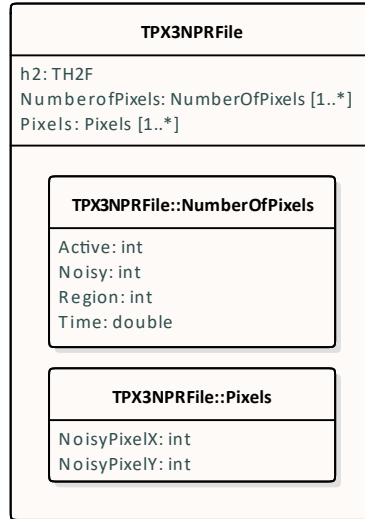 TPX3NPRFile
h2: TH2F
NumberofPixels: NumberOfPixels [1..*]
Pixels: Pixels [1..*]
TPX3NPRFile::NumberOfPixels
Active: int
Noisy: int
Region: int
Time: double
TPX3NPRFile::Pixels
NoisyPixelX: int
NoisyPixelY: int